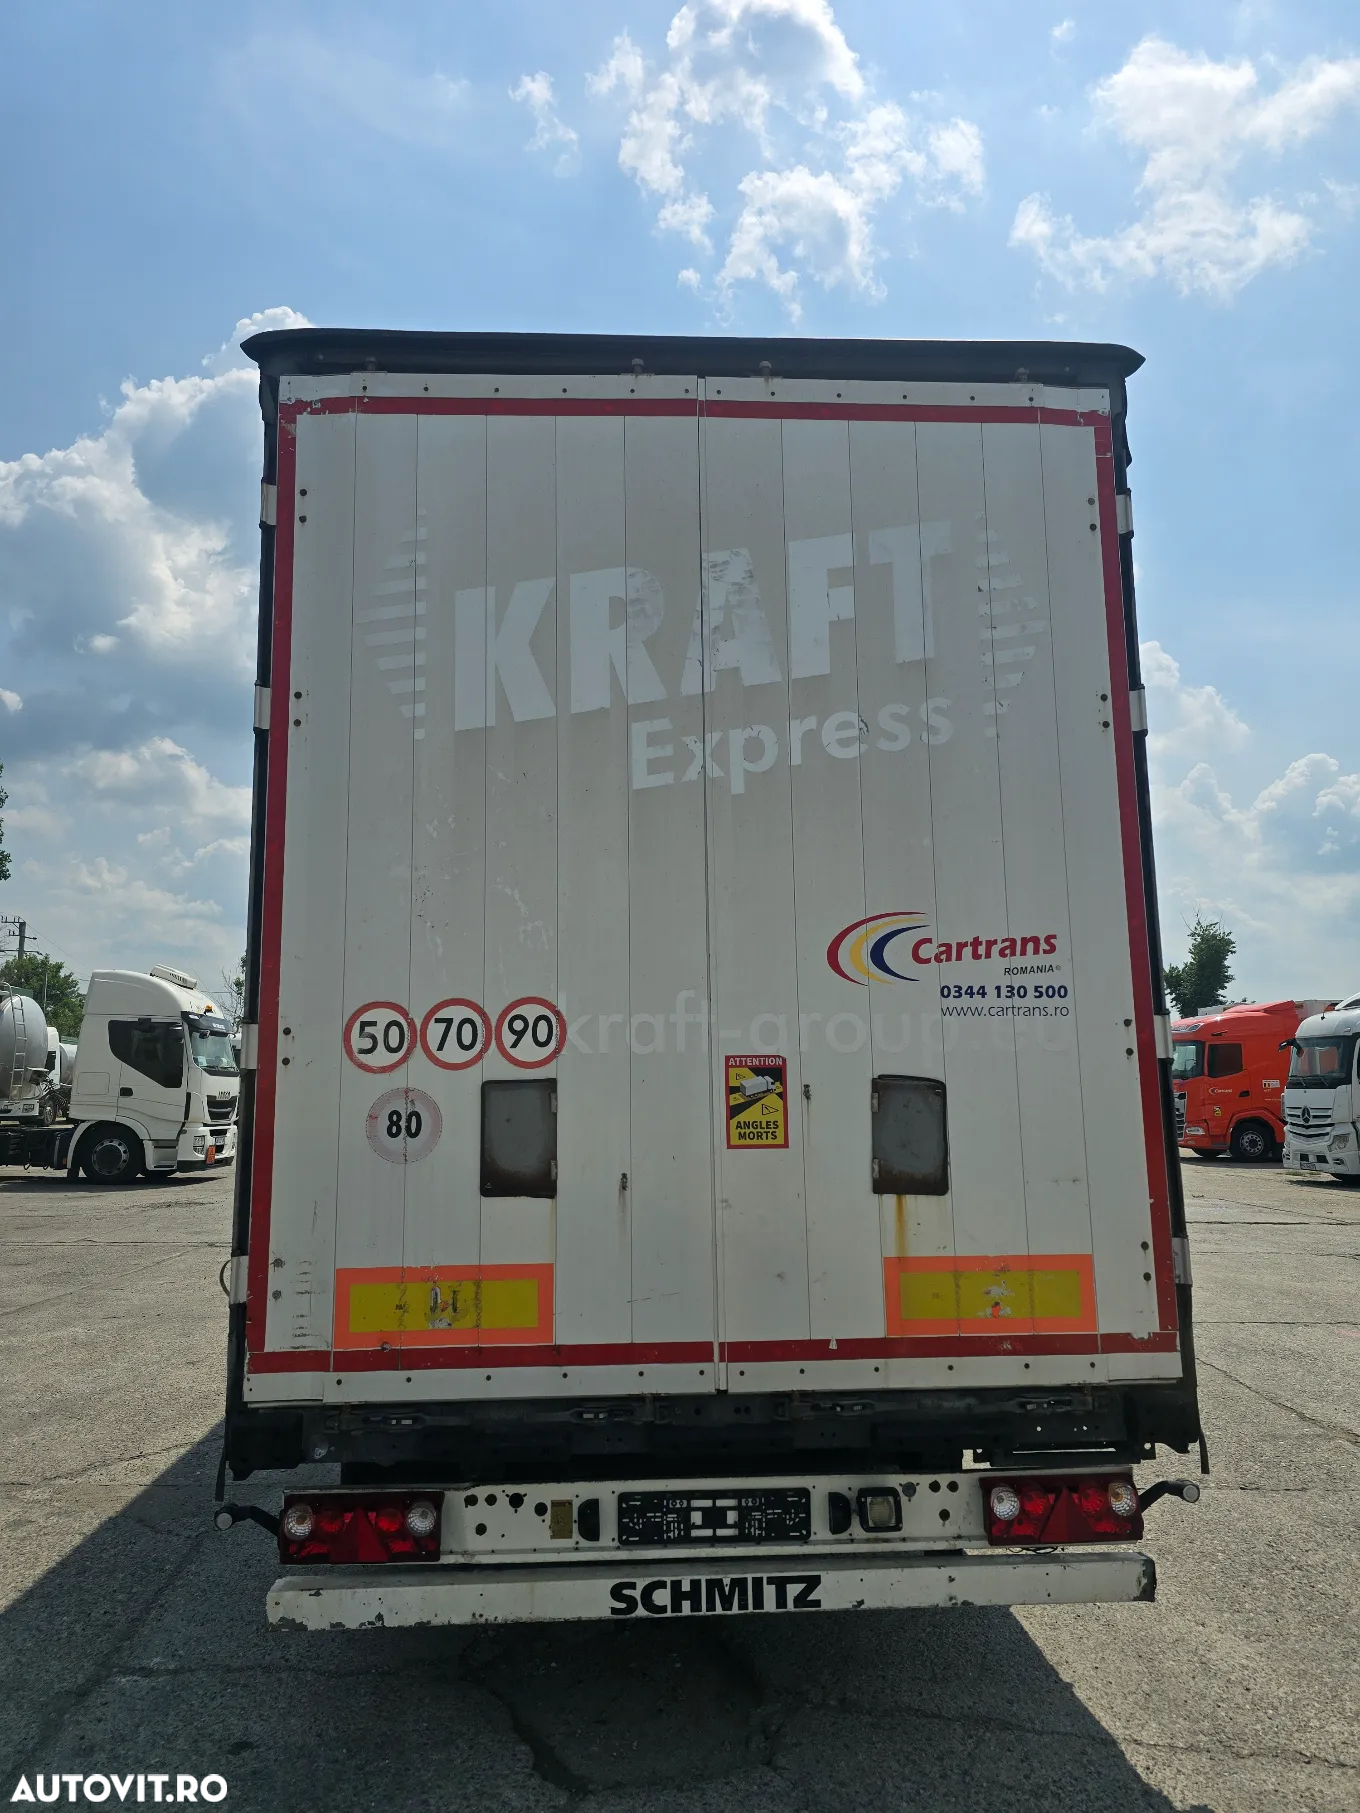 KRAFT
Express
Cartrans
ROMANIA®
0344 130 500
www.cartrans.ro
50 70 90
kraft-group.
80
ATTENTION
ANGLES
MORTS
SCHMITZ
AUTOVIT.RO